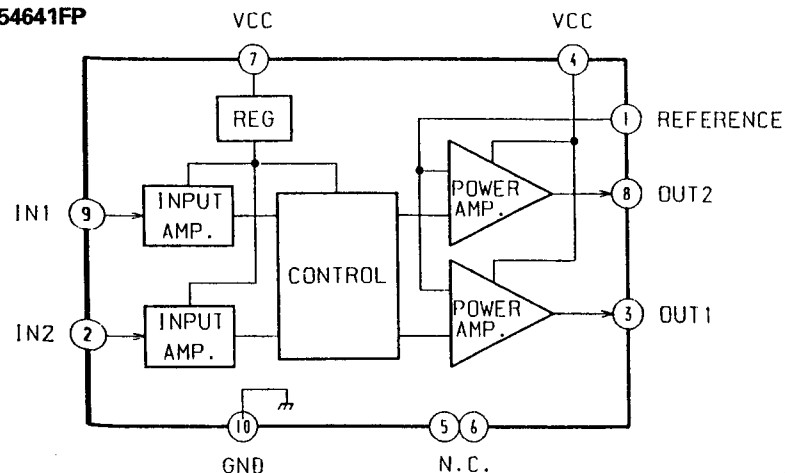 54641FP
VCC
VCC
7
4
REG
1
REFERENCE
IN1
9
INPUT
AMP.
POWER
AMP.
8
OUT2
CONTROL
IN2
2
INPUT
AMP.
POWER
AMP.
3
OUT1
10
5
6
GND
N.C.